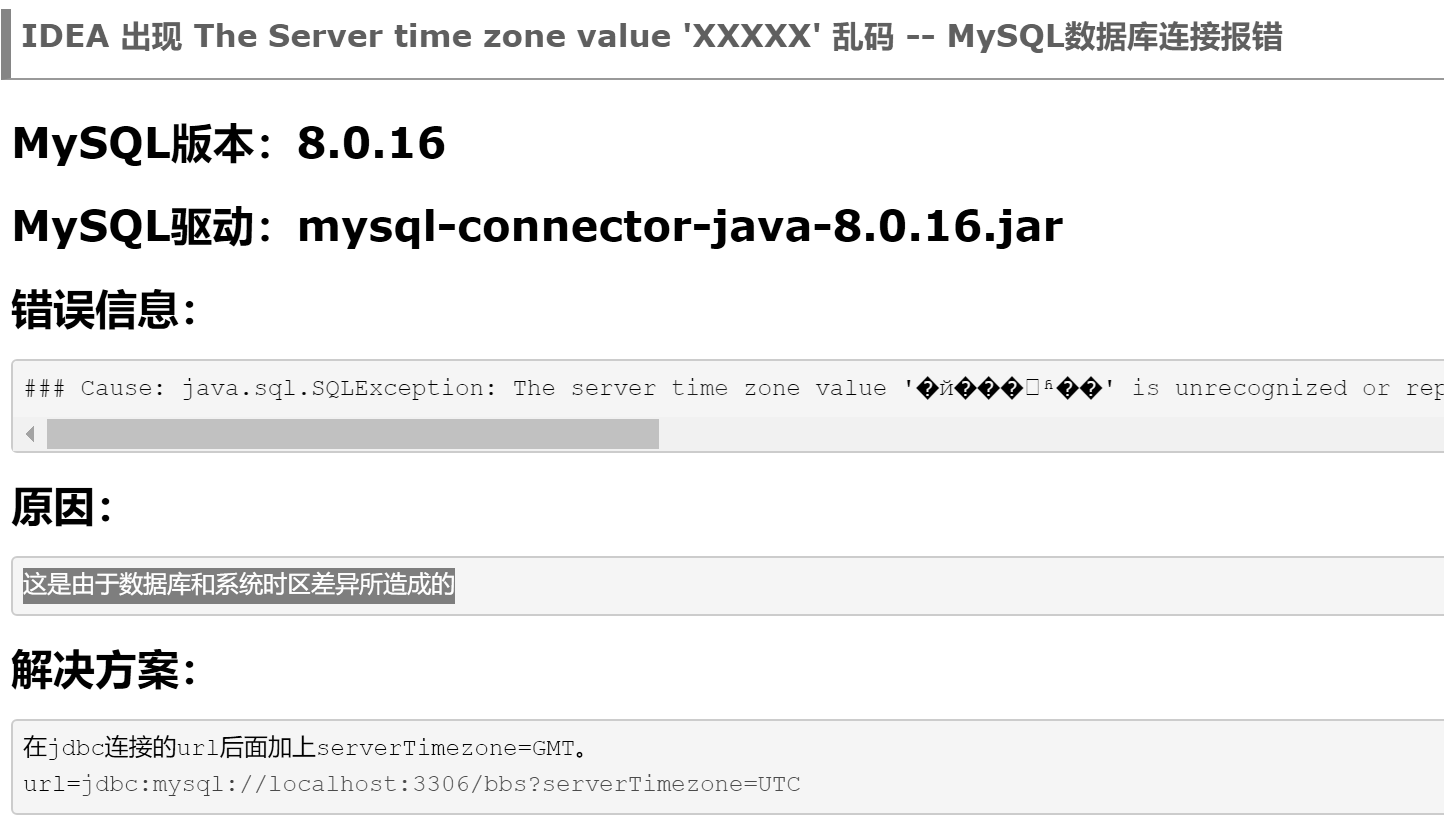 IDEA 出现 The Server time zone value 'XXXXX' 乱码 -- MySQL数据库连接报错
MySQL版本：8.0.16
MySQL驱动：mysql-connector-java-8.0.16.jar
错误信息：
### Cause: java.sql.SQLException: The server time zone value '�й���׼ʱ��' is unrecognized or rep
原因：
这是由于数据库和系统时区差异所造成的
解决方案：
在jdbc连接的url后面加上serverTimezone=GMT。
url=jdbc:mysql://localhost:3306/bbs?serverTimezone=UTC